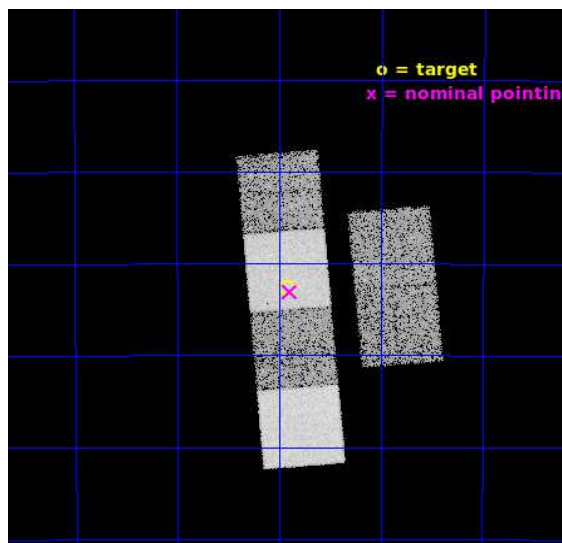 o = target
x = nominal pointin